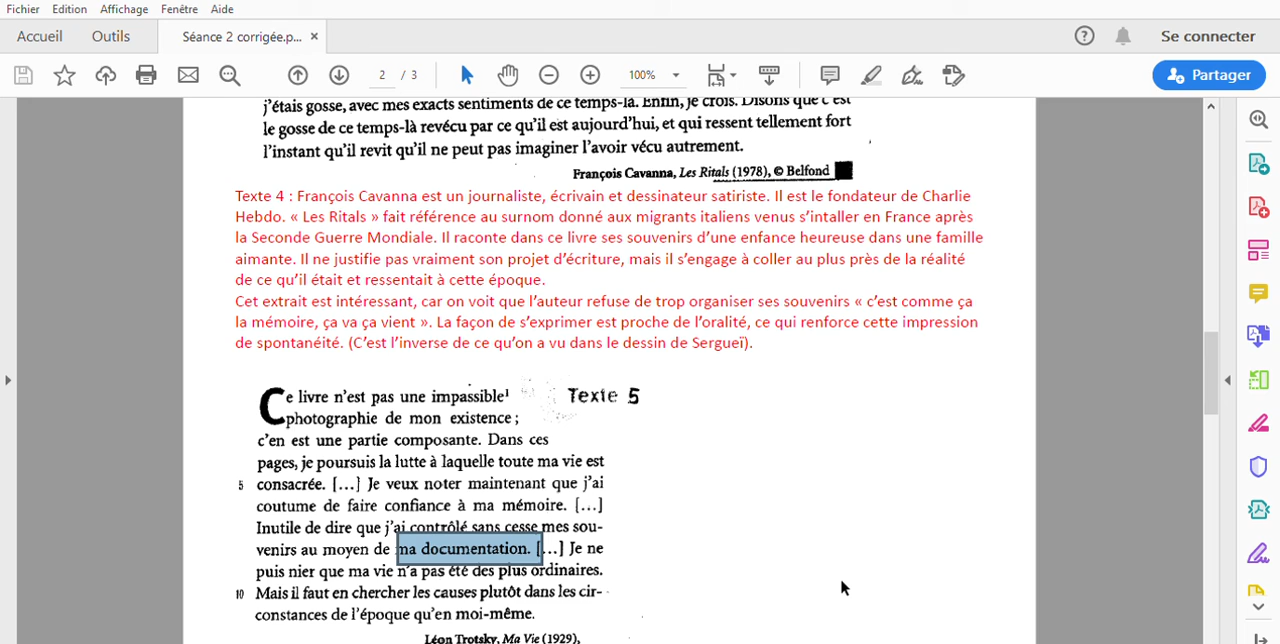 Fichier Edition Affichage Fenêtre Aide
Accueil Outils Séance 2 corrigée.p... × Se connecter
2 / 3 100% Partager
j'étais gosse, avec mes exacts sentiments de ce temps-là. Enfin, je crois. Disons que c'est
le gosse de ce temps-là revécu par ce qu'il est aujourd'hui, et qui ressent tellement fort
l'instant qu'il revit qu'il ne peut pas imaginer l'avoir vécu autrement.
François Cavanna, Les Ritals (1978), © Belfond
Texte 4 : François Cavanna est un journaliste, écrivain et dessinateur satiriste. Il est le fondateur de Charlie
Hebdo. « Les Ritals » fait référence au surnom donné aux migrants italiens venus s'intaller en France après
la Seconde Guerre Mondiale. Il raconte dans ce livre ses souvenirs d'une enfance heureuse dans une famille
aimante. Il ne justifie pas vraiment son projet d'écriture, mais il s'engage à coller au plus près de la réalité
de ce qu'il était et ressentait à cette époque.
Cet extrait est intéressant, car on voit que l'auteur refuse de trop organiser ses souvenirs « c'est comme ça
la mémoire, ça va ça vient ». La façon de s'exprimer est proche de l'oralité, ce qui renforce cette impression
de spontanéité. (C'est l'inverse de ce qu'on a vu dans le dessin de Sergueï).
Texte 5
Ce livre n'est pas une impassible¹
photographie de mon existence ;
c'en est une partie composante. Dans ces
pages, je poursuis la lutte à laquelle toute ma vie est
5 consacrée. [...] Je veux noter maintenant que j'ai
coutume de faire confiance à ma mémoire. [...]
Inutile de dire que j'ai contrôlé sans cesse mes sou-
venirs au moyen de ma documentation. [...] Je ne
puis nier que ma vie n'a pas été des plus ordinaires.
10 Mais il faut en chercher les causes plutôt dans les cir-
constances de l'époque qu'en moi-même.
Léon Trotsky, Ma Vie (1929),